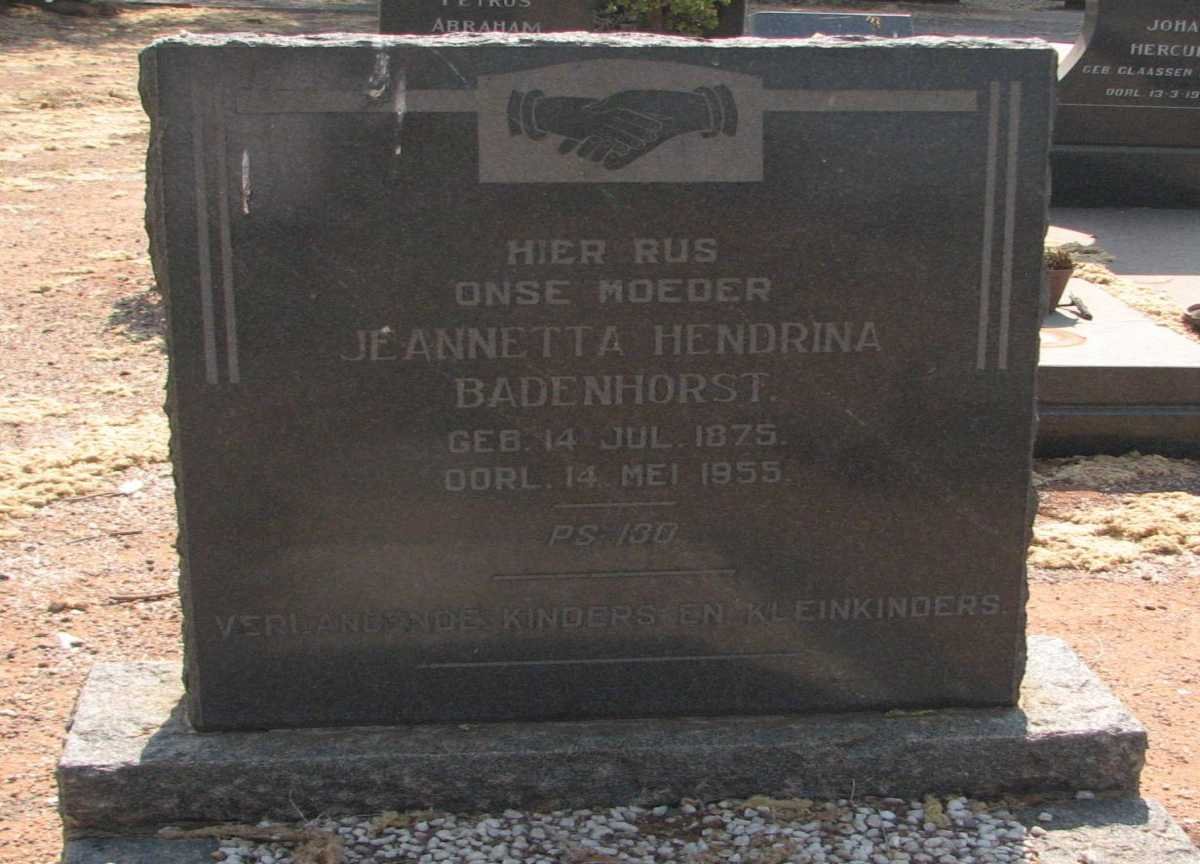 PETRUS
ABRAHAM
JOHA
HERCUL
GEB. CLAASSEN
OORL. 13-3-19
HIER RUS
ONSE MOEDER
JEANNETTA HENDRINA
BADENHORST.
GEB. 14 JUL. 1875.
OORL. 14 MEI 1955.
PS. 130
VERLANGENDE KINDERS EN KLEINKINDERS.